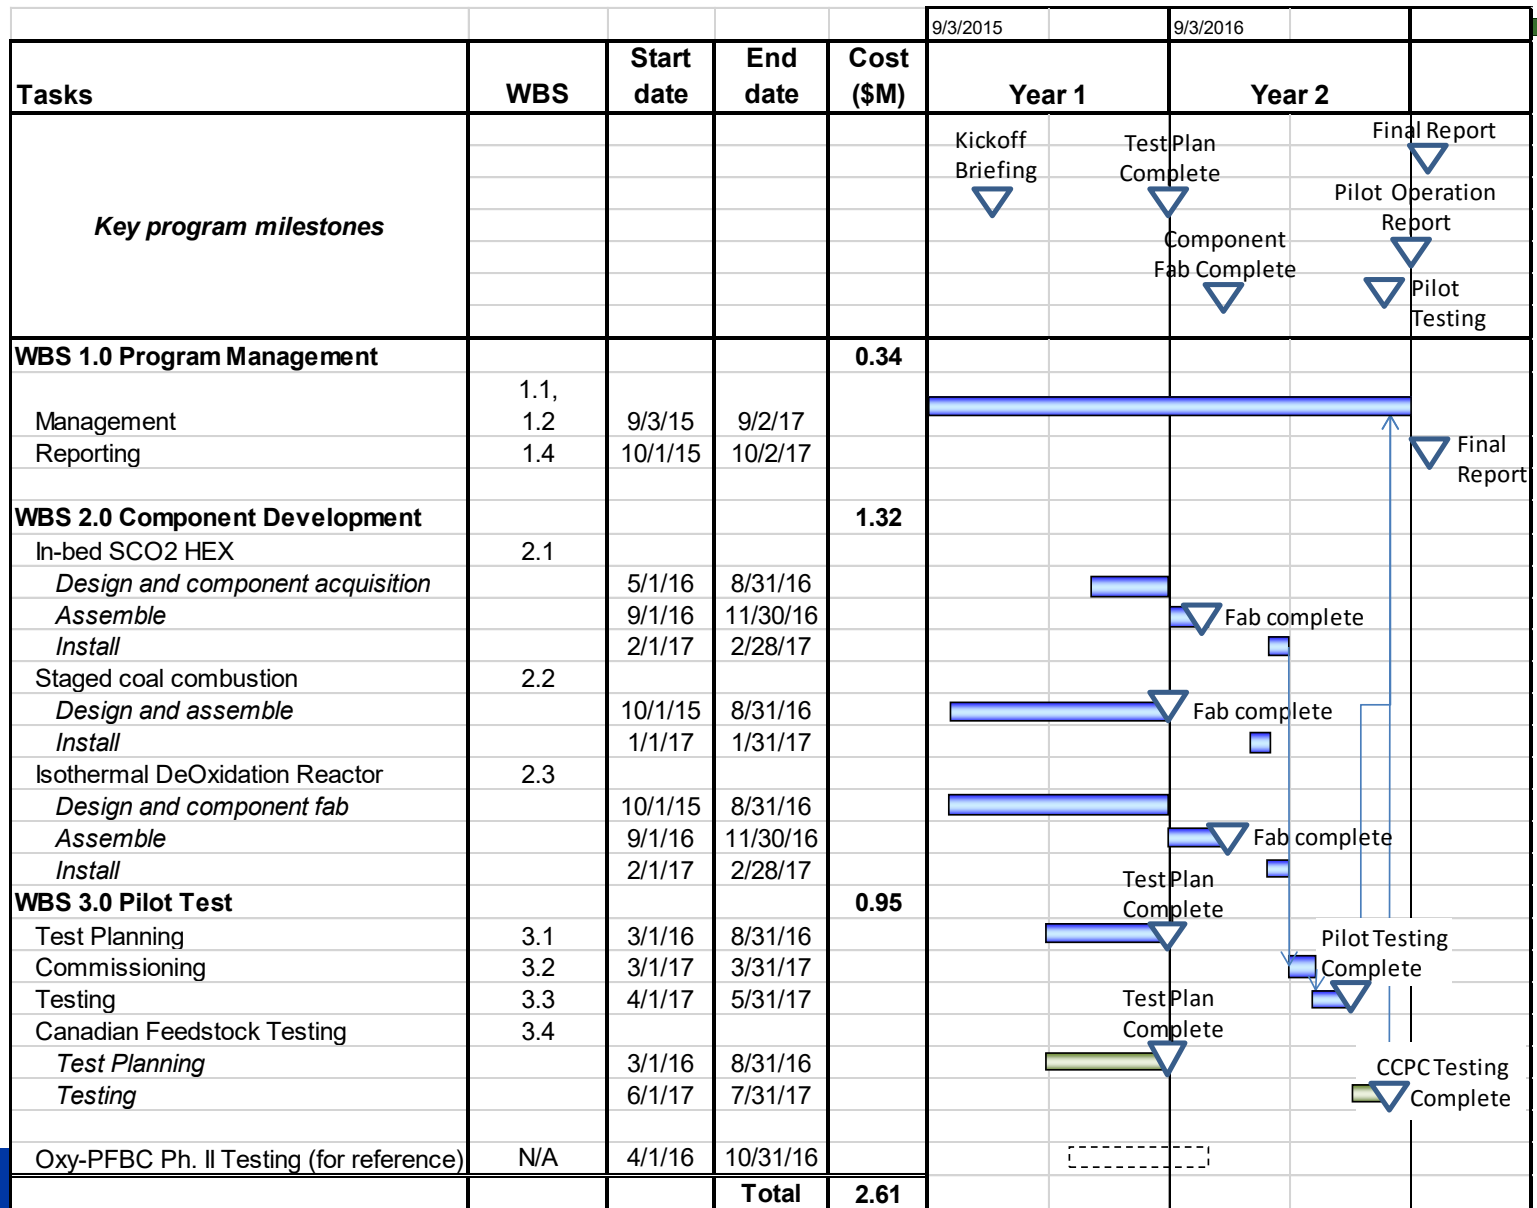 9/3/2015 9/3/2016
Tasks WBS Start date End date Cost ($M) Year 1 Year 2
Key program milestones
Kickoff Briefing
Test Plan Complete
Final Report
Pilot Operation Report
Component Fab Complete
Pilot Testing
WBS 1.0 Program Management 0.34
Management 1.1, 1.2 9/3/15 9/2/17
Reporting 1.4 10/1/15 10/2/17 Final Report
WBS 2.0 Component Development 1.32
In-bed SCO2 HEX 2.1
Design and component acquisition 5/1/16 8/31/16
Assemble 9/1/16 11/30/16 Fab complete
Install 2/1/17 2/28/17
Staged coal combustion 2.2
Design and assemble 10/1/15 8/31/16 Fab complete
Install 1/1/17 1/31/17
Isothermal DeOxidation Reactor 2.3
Design and component fab 10/1/15 8/31/16
Assemble 9/1/16 11/30/16 Fab complete
Install 2/1/17 2/28/17
WBS 3.0 Pilot Test 0.95
Test Plan Complete
Test Planning 3.1 3/1/16 8/31/16
Commissioning 3.2 3/1/17 3/31/17 Pilot Testing Complete
Testing 3.3 4/1/17 5/31/17
Canadian Feedstock Testing 3.4 Test Plan Complete
Test Planning 3/1/16 8/31/16
Testing 6/1/17 7/31/17 CCPC Testing Complete
Oxy-PFBC Ph. II Testing (for reference) N/A 4/1/16 10/31/16
Total 2.61